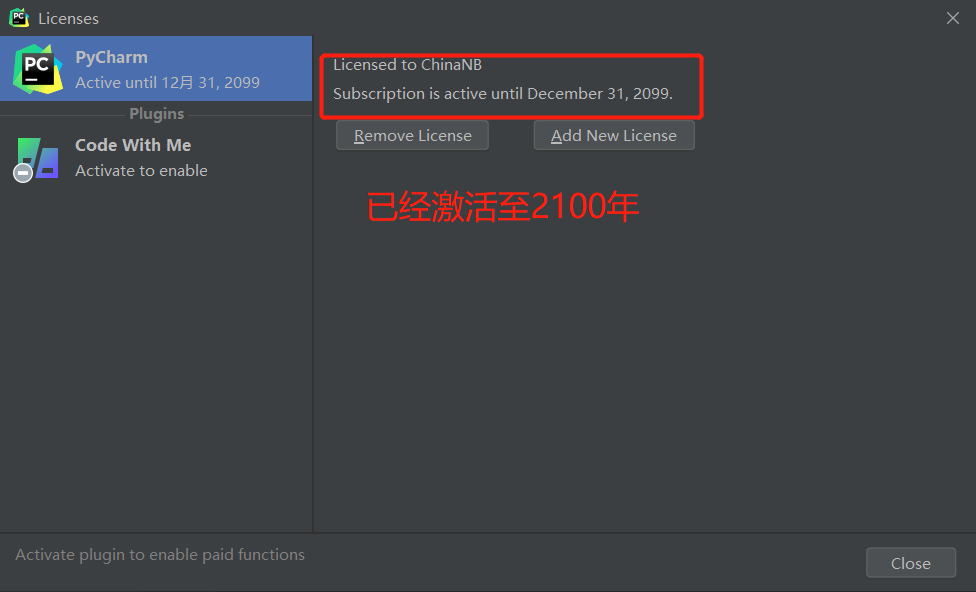 Licenses
PyCharm
Active until 12月 31, 2099
Plugins
Code With Me
Activate to enable
Licensed to ChinaNB
Subscription is active until December 31, 2099.
Remove License
Add New License
已经激活至2100年
Activate plugin to enable paid functions
Close
PC
PC